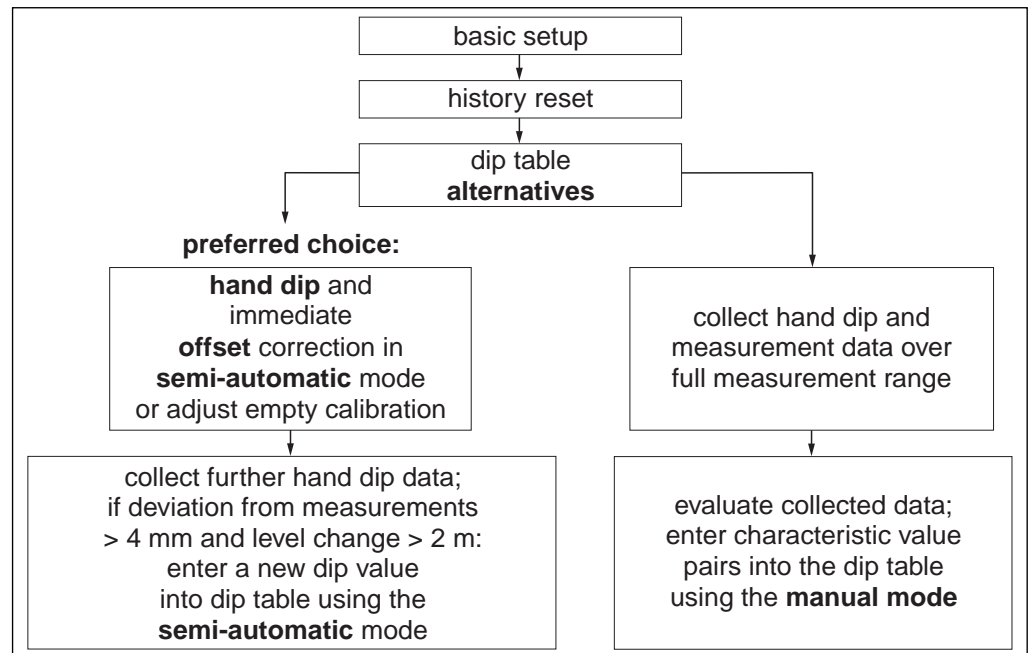 basic setup
history reset
dip table
alternatives
preferred choice:
hand dip and
immediate
offset correction in
semi-automatic mode
or adjust empty calibration
collect further hand dip data;
if deviation from measurements
> 4 mm and level change > 2 m:
enter a new dip value
into dip table using the
semi-automatic mode
collect hand dip and
measurement data over
full measurement range
evaluate collected data;
enter characteristic value
pairs into the dip table
using the manual mode